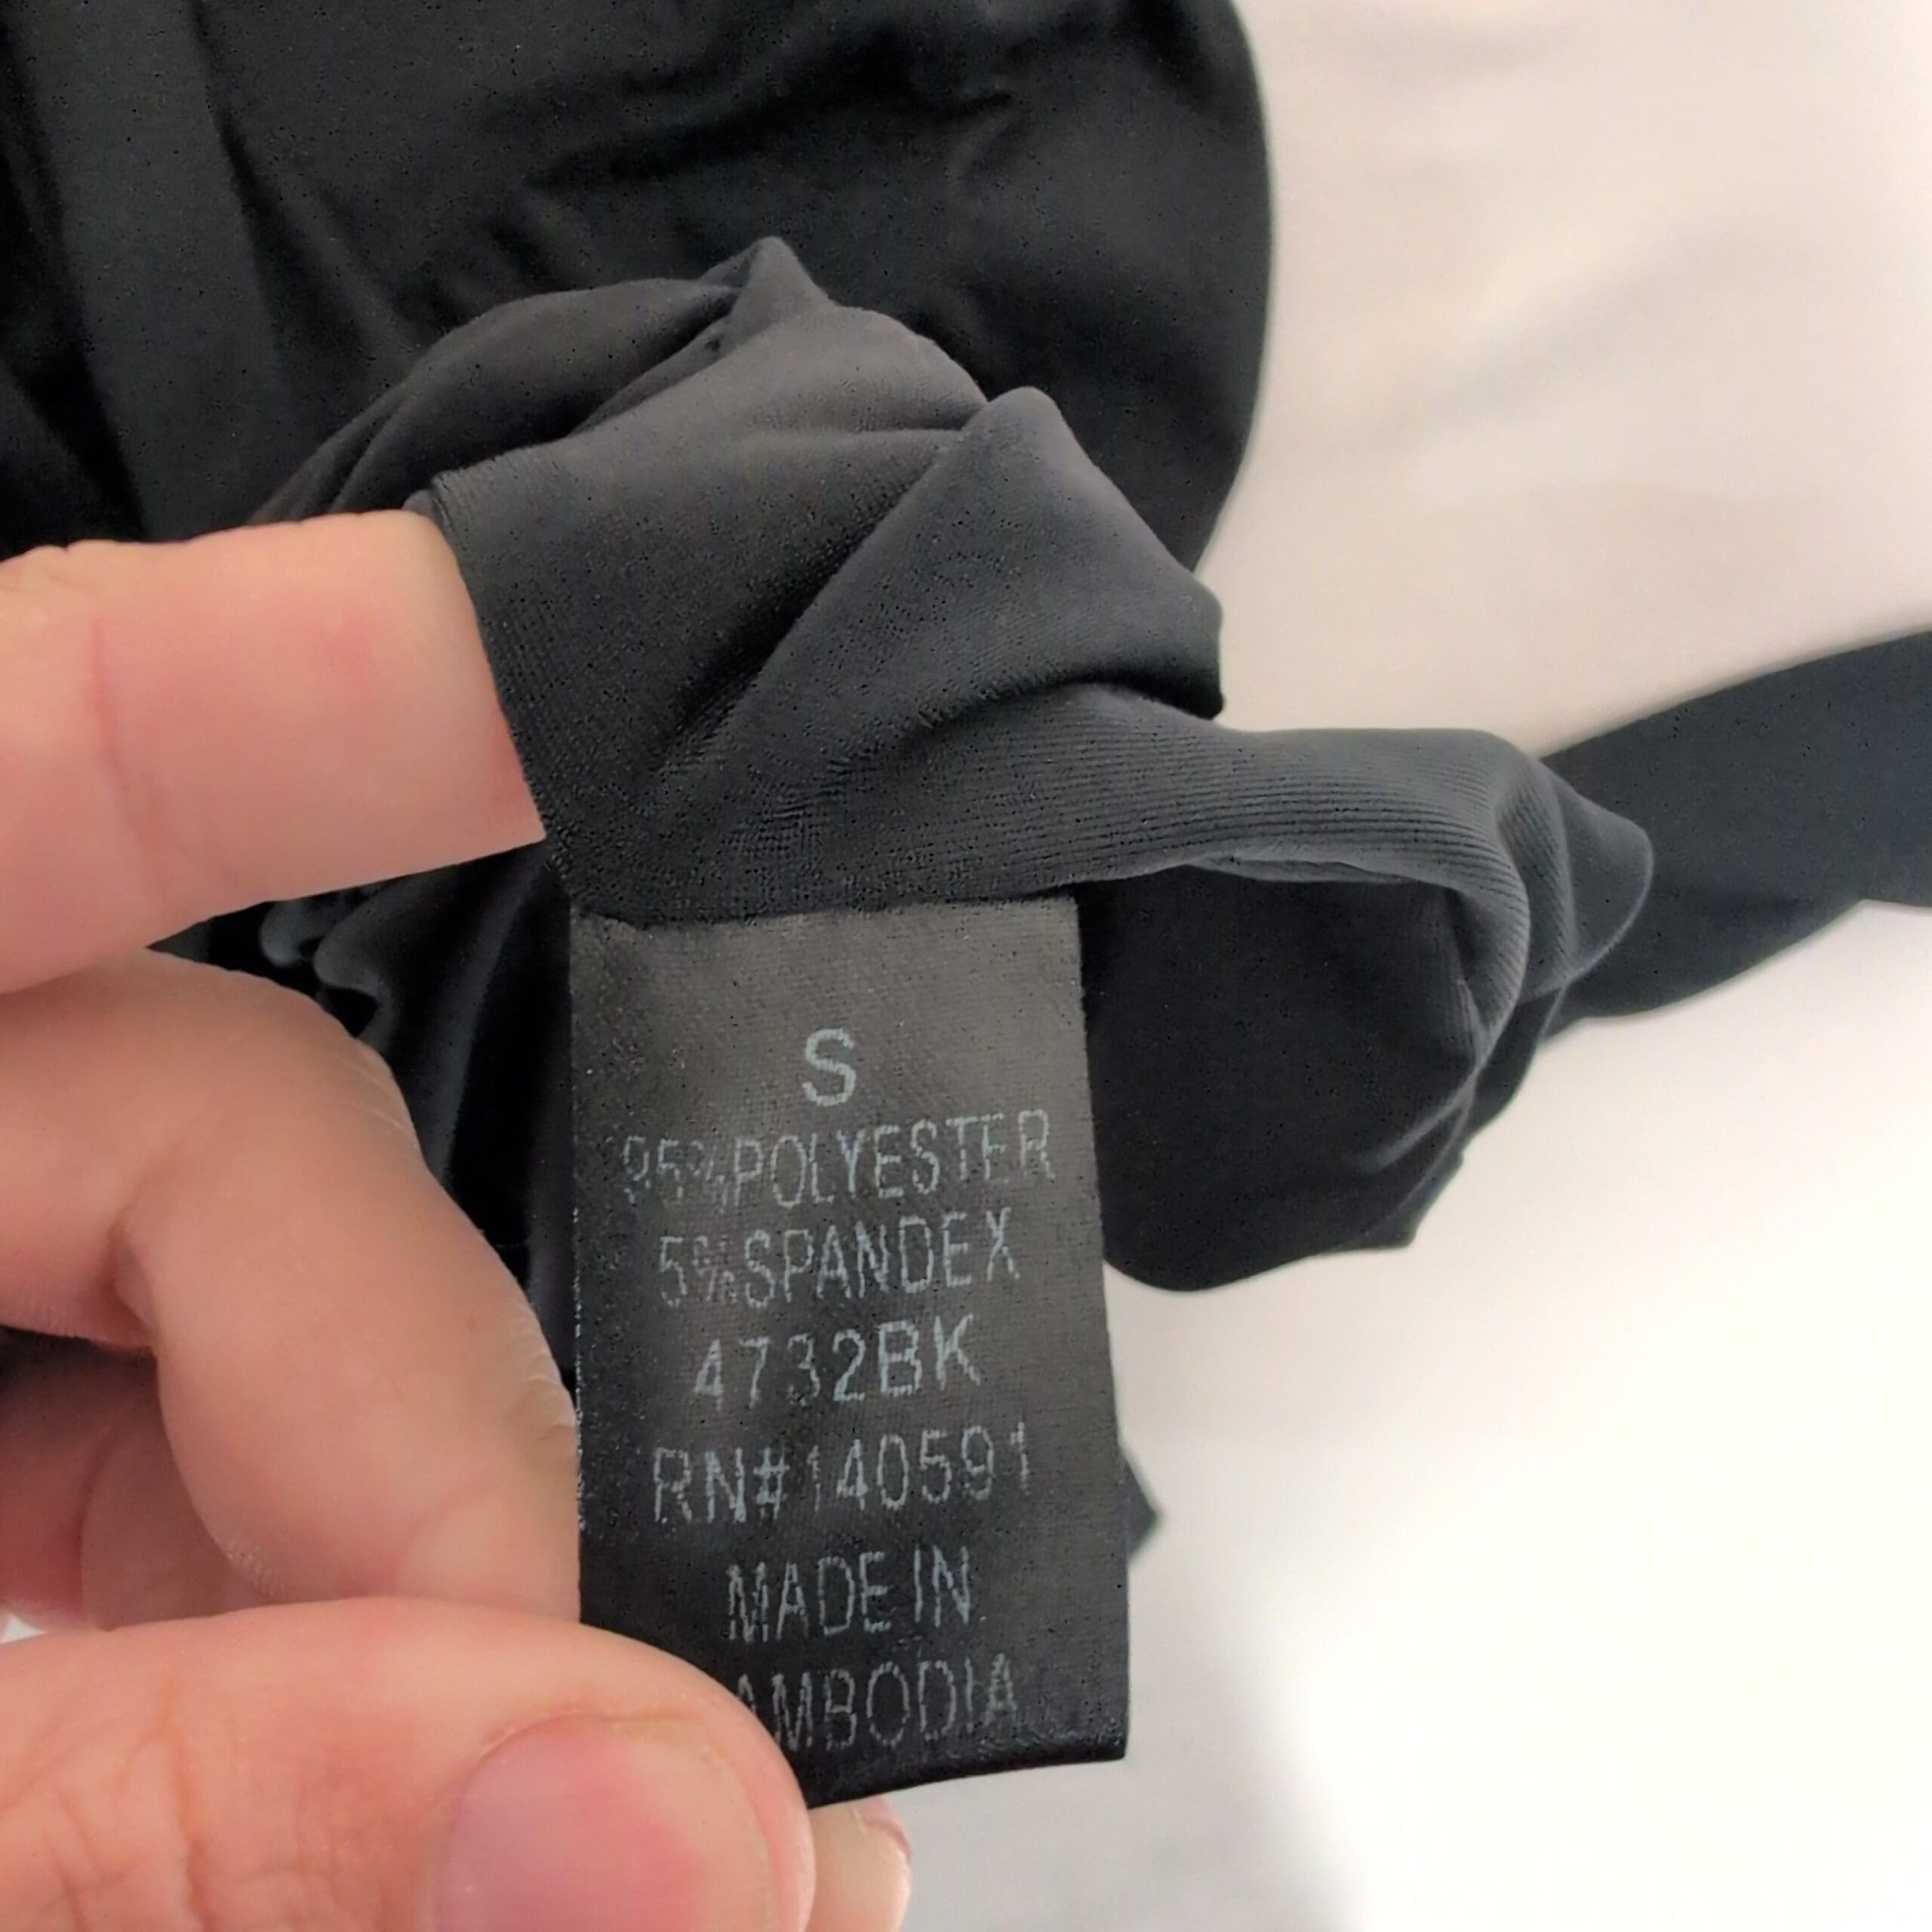 S
95%POLYESTER
5%SPANDEX
4732BK
RN#140591
MADE IN
AMBODIA